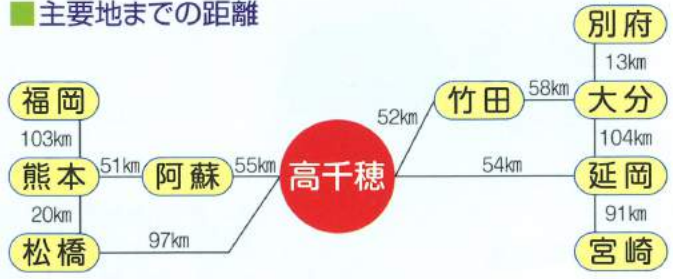 ■主要地までの距離
別府
13km
福岡
竹田
58km
大分
103km
52km
104km
熊本
51km
阿蘇
55km
高千穂
54km
延岡
20km
91km
松橋
97km
宮崎